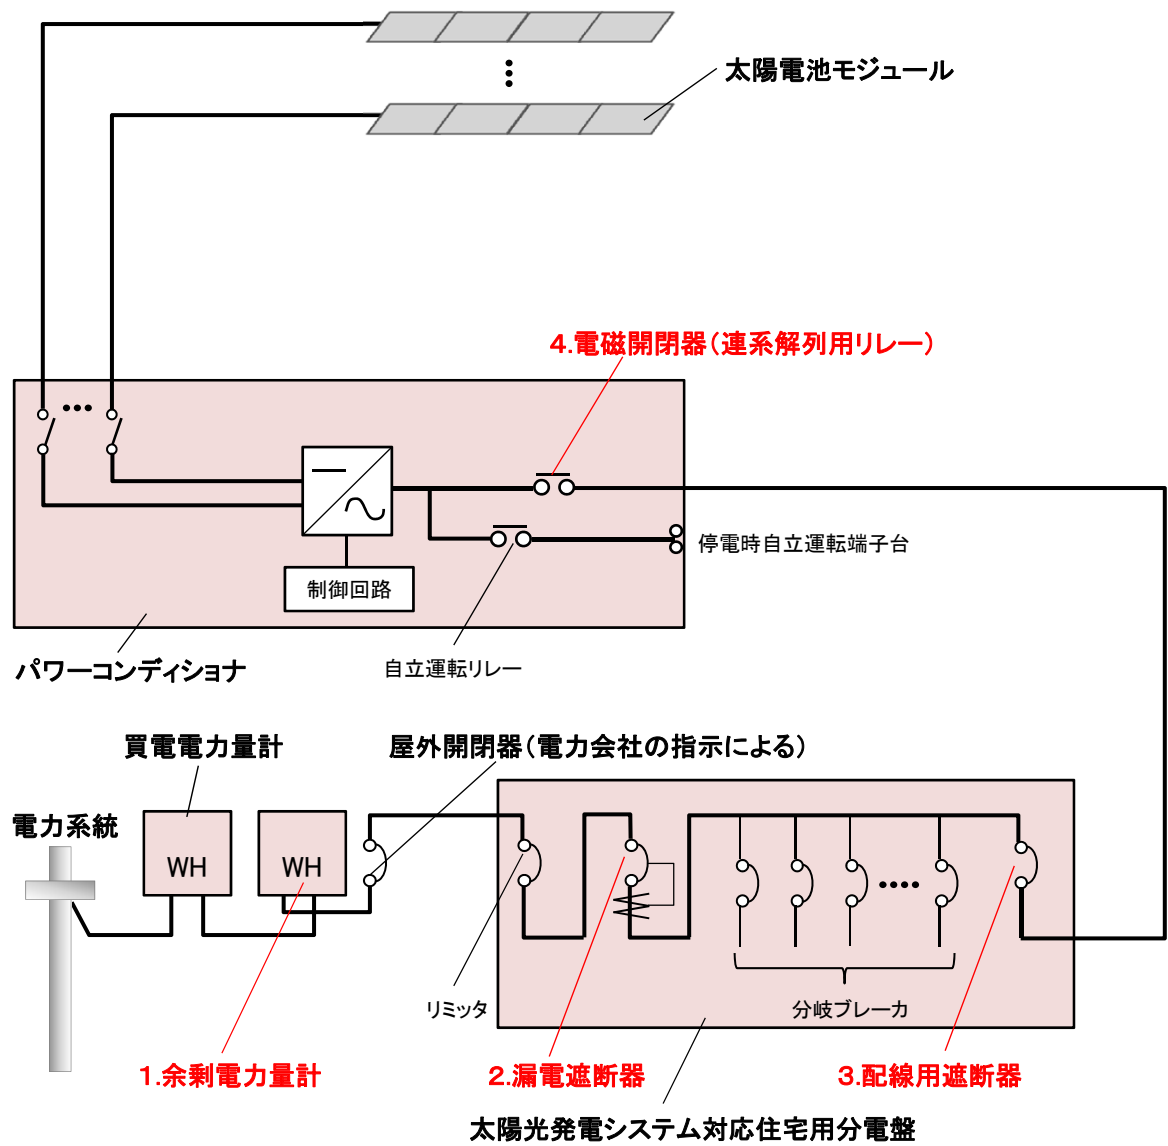 太陽電池モジュール
4.電磁開閉器（連系解列用リレー）
停電時自立運転端子台
制御回路
パワーコンディショナ
自立運転リレー
買電電力量計
屋外開閉器（電力会社の指示による）
電力系統
WH
WH
リミッタ
分岐ブレーカ
1.余剰電力量計
2.漏電遮断器
3.配線用遮断器
太陽光発電システム対応住宅用分電盤